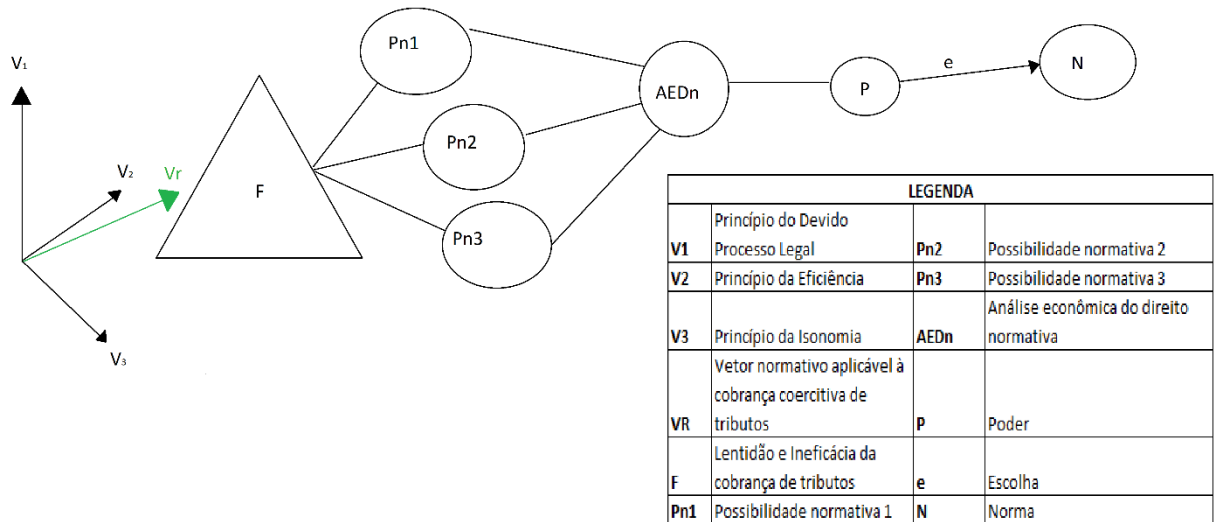 Pn1
V₁
e
N
AEDn
P
Pn2
V₂
Vr
F
Pn3
V₃
LEGENDA
Princípio do Devido
V1 Processo Legal Pn2 Possibilidade normativa 2
V2 Princípio da Eficiência Pn3 Possibilidade normativa 3
Análise econômica do direito
V3 Princípio da Isonomia AEDn normativa
Vetor normativo aplicável à
cobrança coercitiva de
VR tributos P Poder
Lentidão e Ineficácia da
F cobrança de tributos e Escolha
Pn1 Possibilidade normativa 1 N Norma